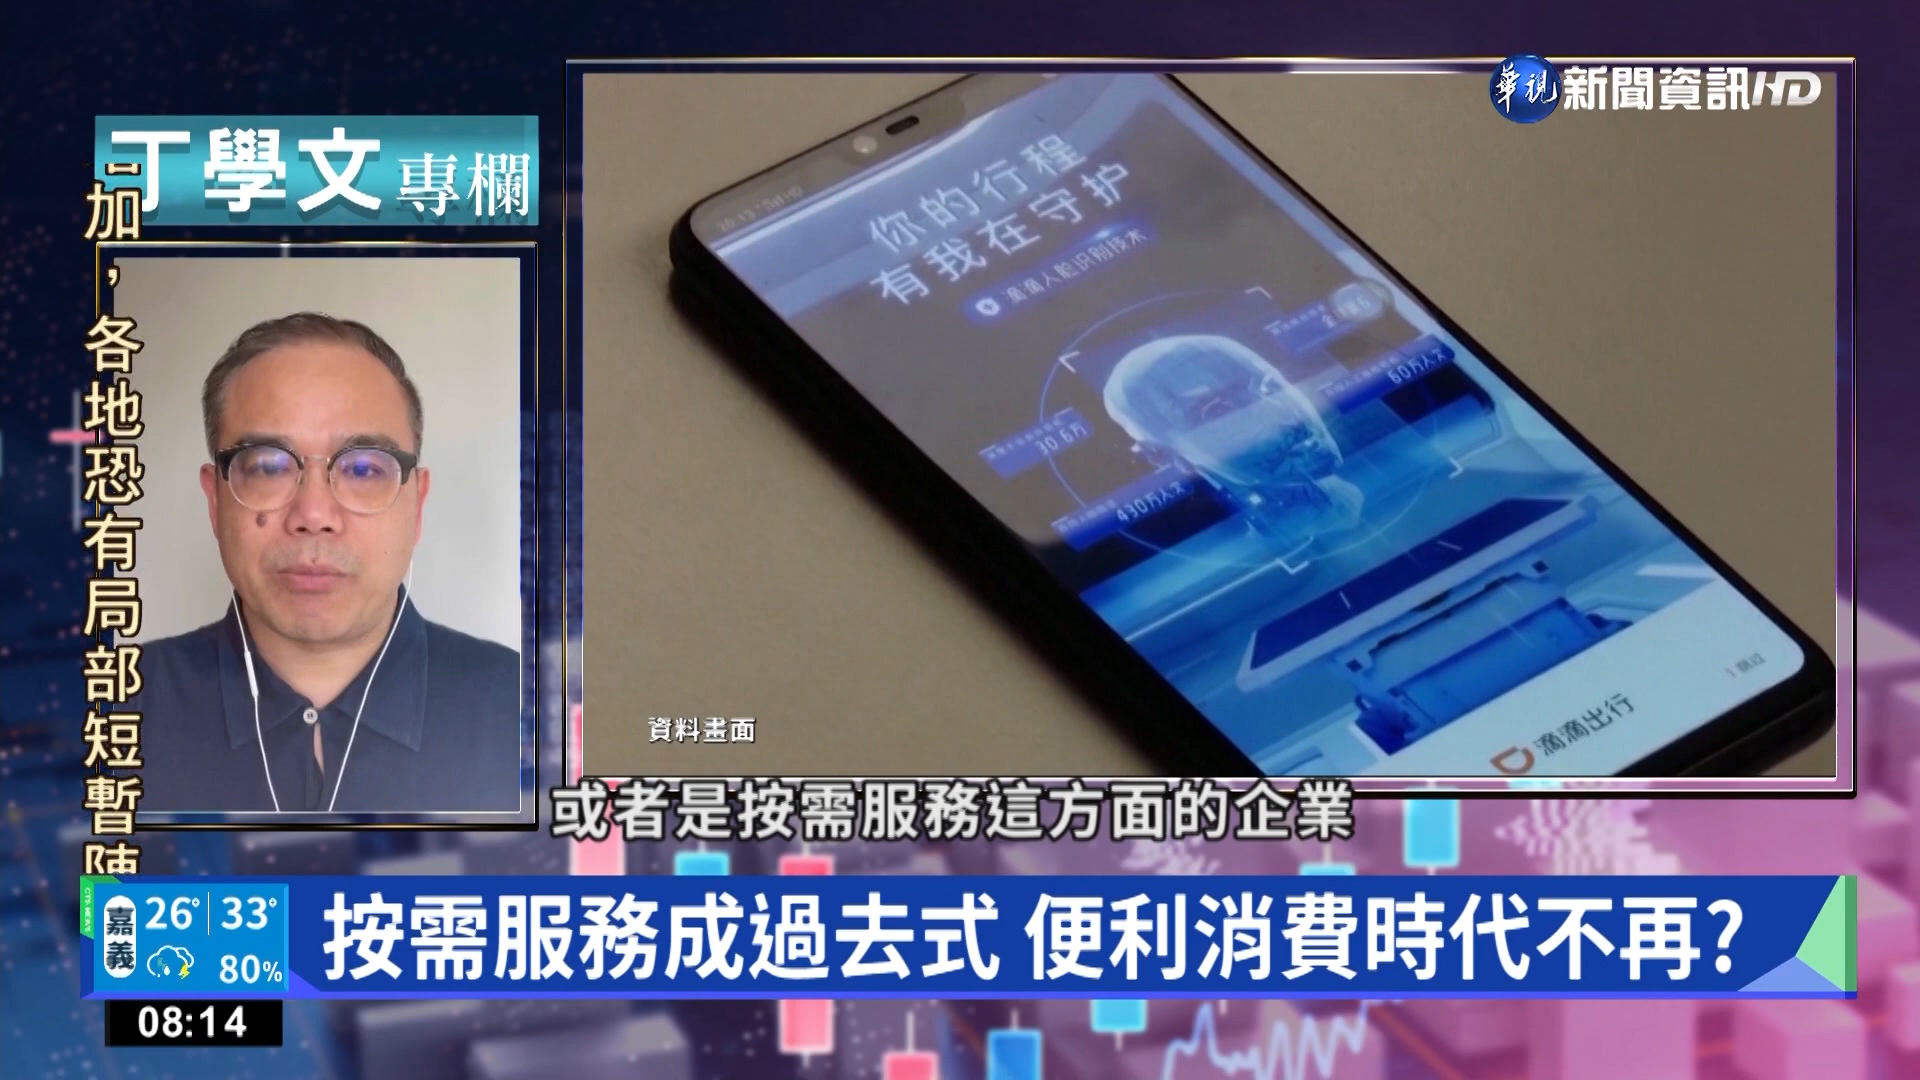 華視 新聞資訊HD
丁學文專欄
加，各地恐有局部短暫陣
你的行程
有我在守护
滴滴人脸识别技术
30.6万
430万人次
60万人次
滴滴出行
資料畫面
或者是按需服務這方面的企業
嘉義
26° 33°
80%
按需服務成過去式 便利消費時代不再?
08:14